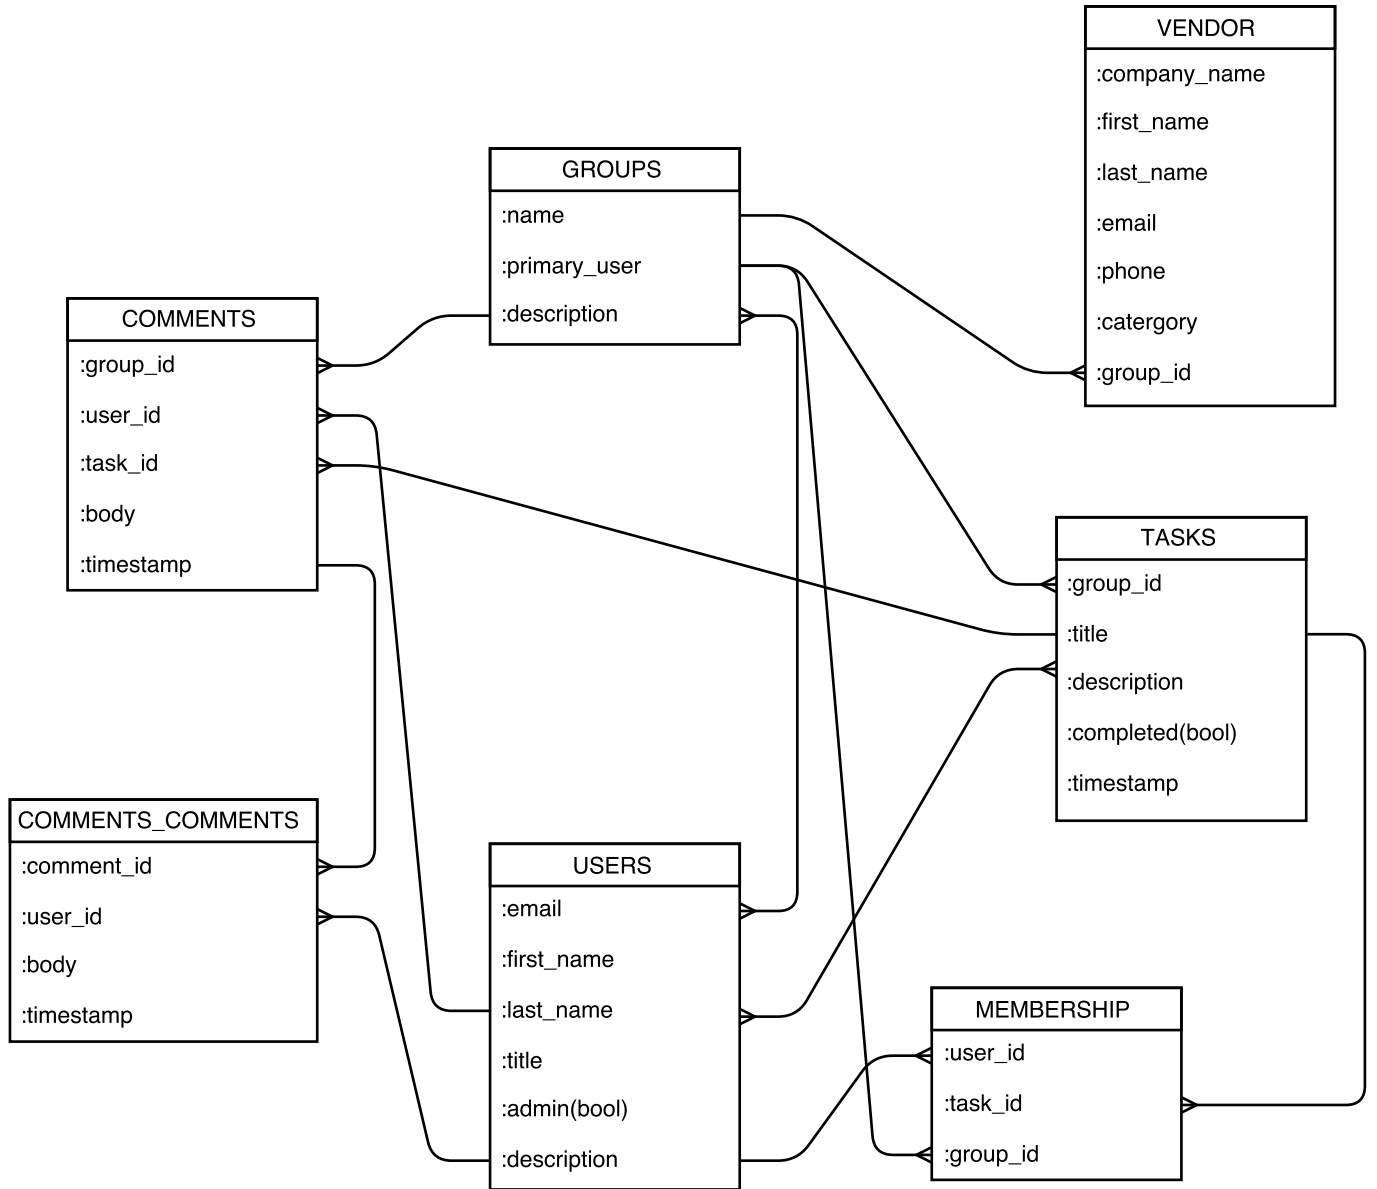 VENDOR
:company_name
:first_name
:last_name
:email
:phone
:catergory
:group_id
GROUPS
:name
:primary_user
:description
COMMENTS
:group_id
:user_id
:task_id
:body
:timestamp
TASKS
:group_id
:title
:description
:completed(bool)
:timestamp
COMMENTS_COMMENTS
:comment_id
:user_id
:body
:timestamp
USERS
:email
:first_name
:last_name
:title
:admin(bool)
:description
MEMBERSHIP
:user_id
:task_id
:group_id